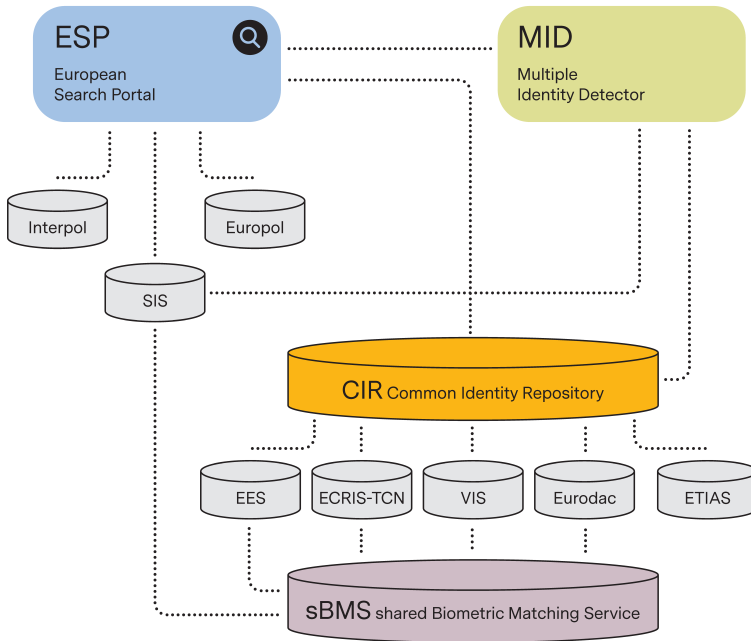 ESP
European
Search Portal
MID
Multiple
Identity Detector
Interpol
Europol
SIS
CIR Common Identity Repository
EES
ECRIS-TCN
VIS
Eurodac
ETIAS
sBMS shared Biometric Matching Service